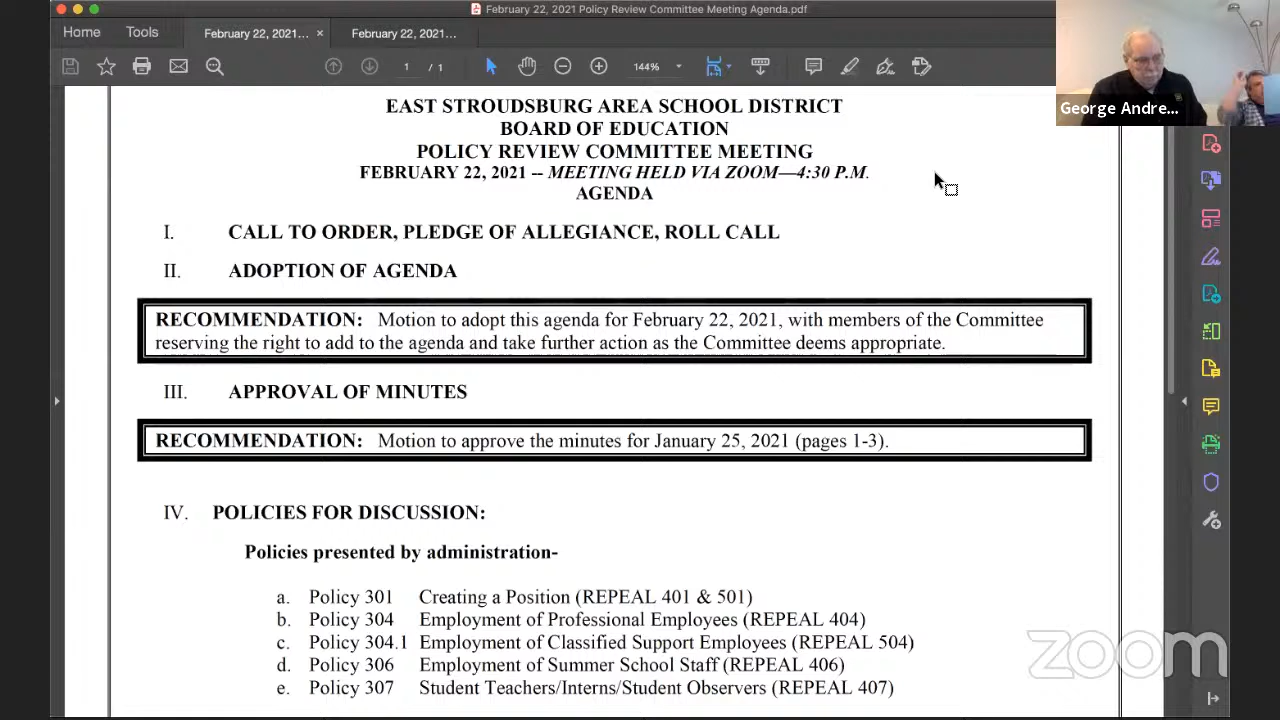 February 22, 2021 Policy Review Committee Meeting Agenda.pdf
Home Tools February 22, 2021... × February 22, 2021...
1 / 1 144%
George Andre...
EAST STROUDSBURG AREA SCHOOL DISTRICT
BOARD OF EDUCATION
POLICY REVIEW COMMITTEE MEETING
FEBRUARY 22, 2021 -- MEETING HELD VIA ZOOM—4:30 P.M.
AGENDA
I. CALL TO ORDER, PLEDGE OF ALLEGIANCE, ROLL CALL
II. ADOPTION OF AGENDA
RECOMMENDATION: Motion to adopt this agenda for February 22, 2021, with members of the Committee
reserving the right to add to the agenda and take further action as the Committee deems appropriate.
III. APPROVAL OF MINUTES
RECOMMENDATION: Motion to approve the minutes for January 25, 2021 (pages 1-3).
IV. POLICIES FOR DISCUSSION:
Policies presented by administration-
a. Policy 301 Creating a Position (REPEAL 401 & 501)
b. Policy 304 Employment of Professional Employees (REPEAL 404)
c. Policy 304.1 Employment of Classified Support Employees (REPEAL 504)
d. Policy 306 Employment of Summer School Staff (REPEAL 406)
e. Policy 307 Student Teachers/Interns/Student Observers (REPEAL 407)
zoom